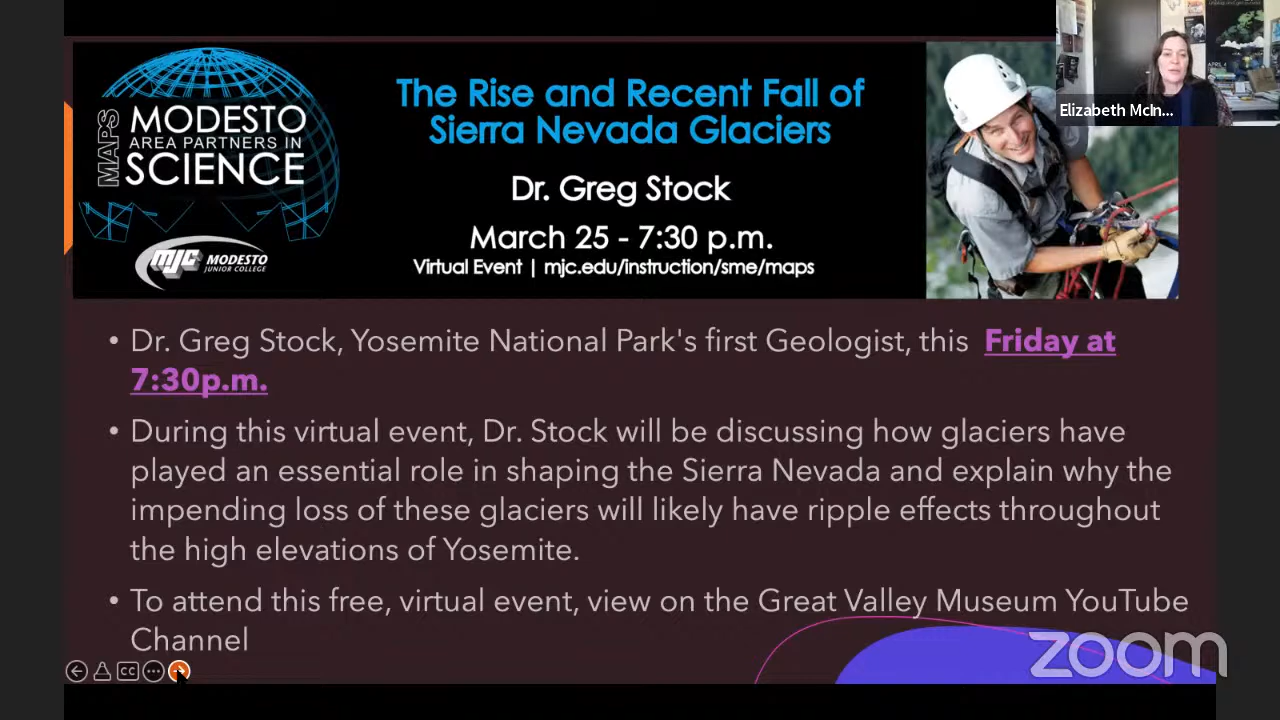 MAPS
MODESTO
AREA PARTNERS IN
SCIENCE
MJC MODESTO
JUNIOR COLLEGE
The Rise and Recent Fall of
Sierra Nevada Glaciers
Dr. Greg Stock
March 25 - 7:30 p.m.
Virtual Event | mjc.edu/instruction/sme/maps
APRIL 4
Elizabeth McIn...
• Dr. Greg Stock, Yosemite National Park's first Geologist, this Friday at
7:30p.m.
• During this virtual event, Dr. Stock will be discussing how glaciers have
played an essential role in shaping the Sierra Nevada and explain why the
impending loss of these glaciers will likely have ripple effects throughout
the high elevations of Yosemite.
• To attend this free, virtual event, view on the Great Valley Museum YouTube
Channel
CC
zoom